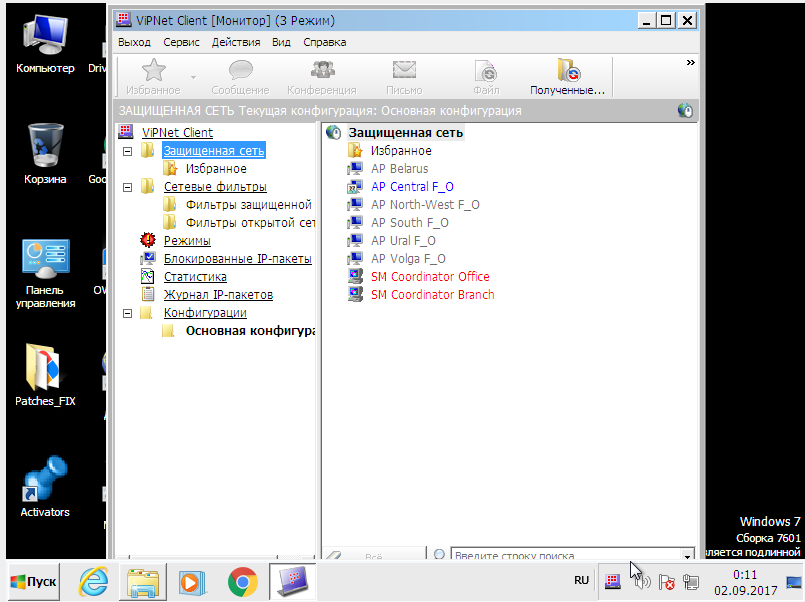 Компьютер
Driv
Корзина
Goo
Панель
управления
OV
Patches_FIX
Activators
ViPNet Client [Монитор] (3 Режим)
Выход Сервис Действия Вид Справка
Избранное Сообщение Конференция Письмо Файл Полученные... »
ЗАЩИЩЕННАЯ СЕТЬ Текущая конфигурация: Основная конфигурация
ViPNet Client
Защищенная сеть
Избранное
Сетевые фильтры
Фильтры защищенной
Фильтры открытой сет
Режимы
Блокированные IP-пакеты
Статистика
Журнал IP-пакетов
Конфигурации
Основная конфигура
Защищенная сеть
Избранное
AP Belarus
AP Central F_O
AP North-West F_O
AP South F_O
AP Ural F_O
AP Volga F_O
SM Coordinator Office
SM Coordinator Branch
Всё
Введите строку поиска
Windows 7
Сборка 7601
вляется подлинной
Пуск
RU
0:11
02.09.2017